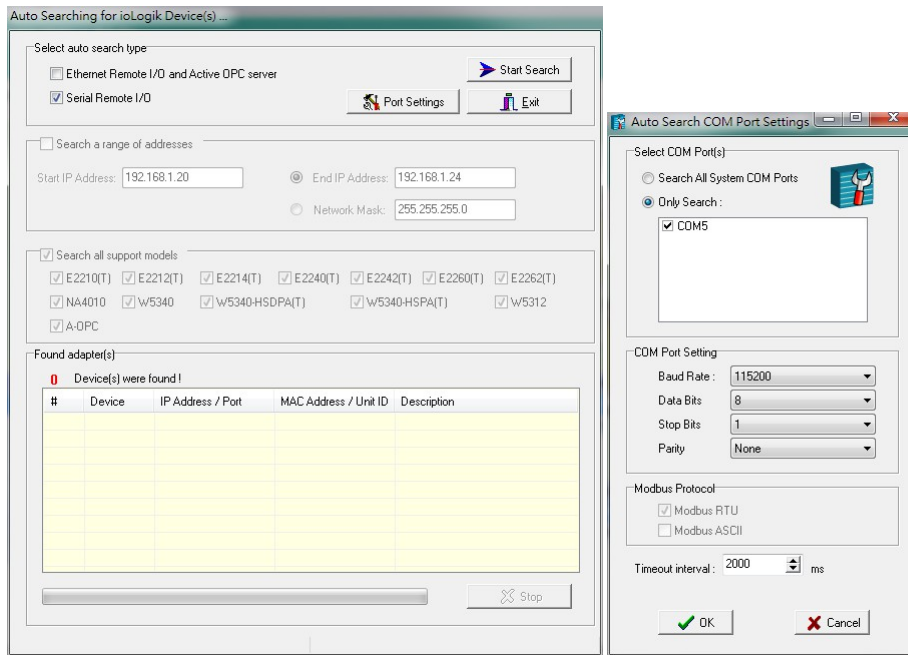 Auto Searching for ioLogik Device(s) ...
Select auto search type
Ethernet Remote I/O and Active OPC server
Start Search
Serial Remote I/O
Port Settings
Exit
Search a range of addresses
Start IP Address: 192.168.1.20
End IP Address: 192.168.1.24
Network Mask: 255.255.255.0
Search all support models
E2210(T) E2212(T) E2214(T) E2240(T) E2242(T) E2260(T) E2262(T)
NA4010 W5340 W5340-HSDPA(T) W5340-HSPA(T) W5312
A-OPC
Found adapter(s)
0 Device(s) were found !
# Device IP Address / Port MAC Address / Unit ID Description
Stop
Auto Search COM Port Settings
Select COM Port(s)
Search All System COM Ports
Only Search :
COM5
COM Port Setting
Baud Rate : 115200
Data Bits 8
Stop Bits 1
Parity None
Modbus Protocol
Modbus RTU
Modbus ASCII
Timeout interval : 2000 ms
OK
Cancel